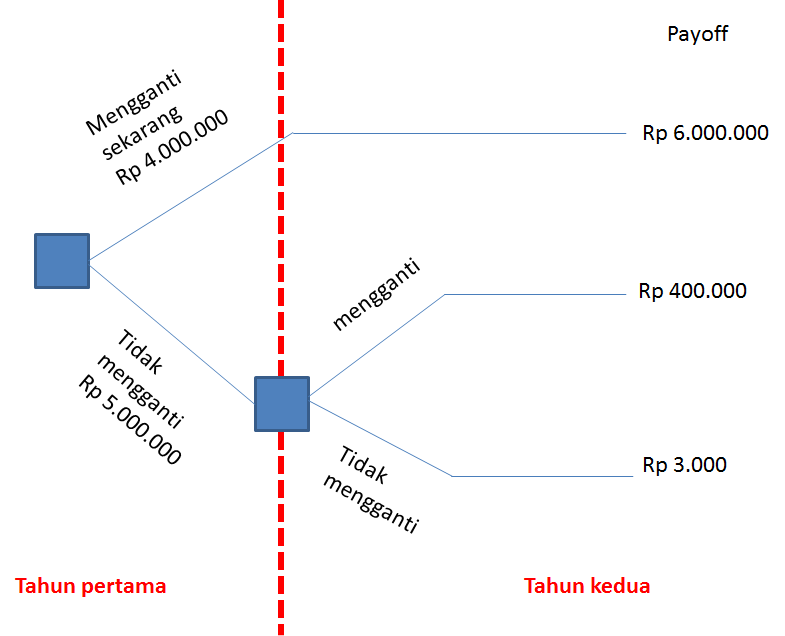 Payoff
Mengganti
sekarang
Rp 4.000.000
Rp 6.000.000
mengganti
Rp 400.000
Tidak
mengganti
Rp 5.000.000
Tidak
mengganti
Rp 3.000
Tahun pertama
Tahun kedua